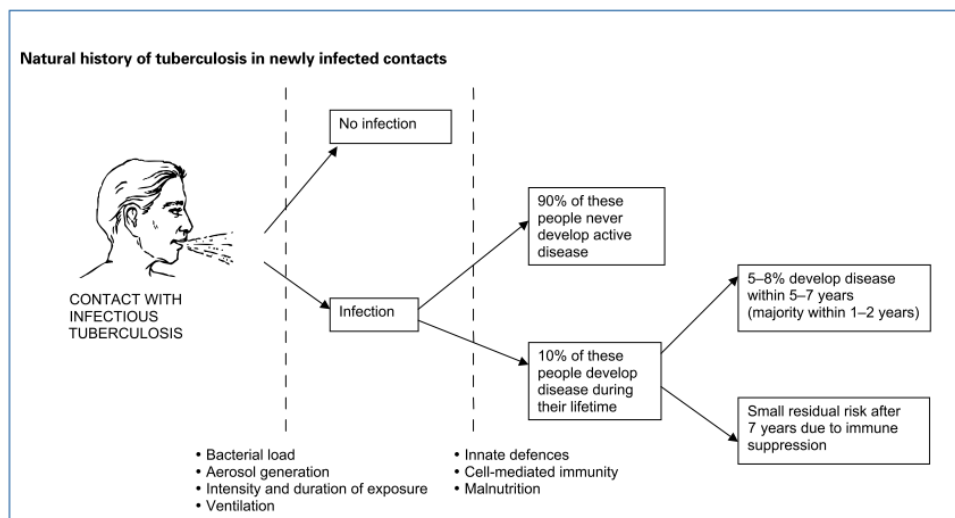 Natural history of tuberculosis in newly infected contacts
No infection
CONTACT WITH
INFECTIOUS
TUBERCULOSIS
Infection
90% of these
people never
develop active
disease
10% of these
people develop
disease during
their lifetime
5–8% develop disease
within 5–7 years
(majority within 1–2 years)
Small residual risk after
7 years due to immune
suppression
• Bacterial load
• Aerosol generation
• Intensity and duration of exposure
• Ventilation
• Innate defences
• Cell-mediated immunity
• Malnutrition